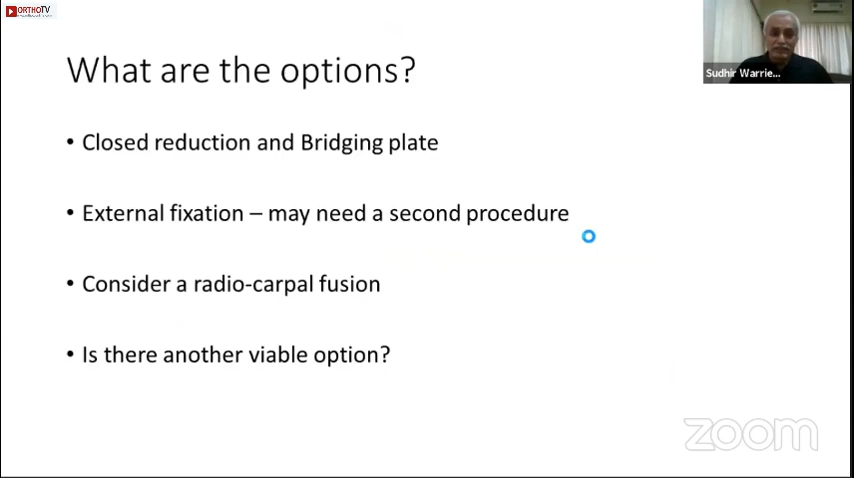 ORTHOTV
What are the options?
Sudhir Warrie...
• Closed reduction and Bridging plate
• External fixation – may need a second procedure
• Consider a radio-carpal fusion
• Is there another viable option?
zoom